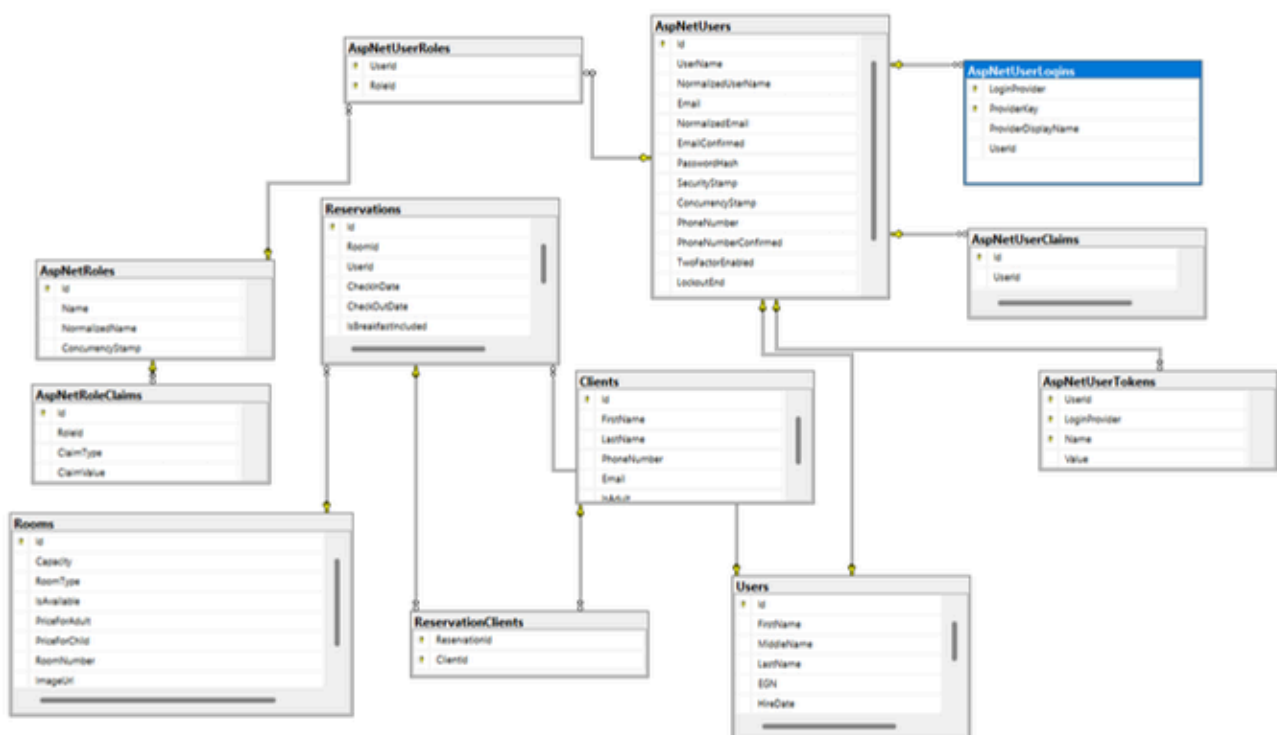 AspNetUserRoles
UserId
RoleId
AspNetUsers
Id
UserName
NormalizedUserName
Email
NormalizedEmail
EmailConfirmed
PasswordHash
SecurityStamp
ConcurrencyStamp
PhoneNumber
PhoneNumberConfirmed
TwoFactorEnabled
LockoutEnd
AspNetUserLogins
LoginProvider
ProviderKey
ProviderDisplayName
UserId
Reservations
Id
RoomId
UserId
CheckInDate
CheckOutDate
IsBreakfastIncluded
AspNetUserClaims
Id
UserId
AspNetRoles
Id
Name
NormalizedName
ConcurrencyStamp
AspNetRoleClaims
Id
RoleId
ClaimType
ClaimValue
Clients
Id
FirstName
LastName
PhoneNumber
Email
IsAdult
AspNetUserTokens
UserId
LoginProvider
Name
Value
Rooms
Id
Capacity
RoomType
IsAvailable
PriceForAdult
PriceForChild
RoomNumber
ImageUrl
ReservationClients
ReservationId
ClientId
Users
Id
FirstName
MiddleName
LastName
EGN
HireDate